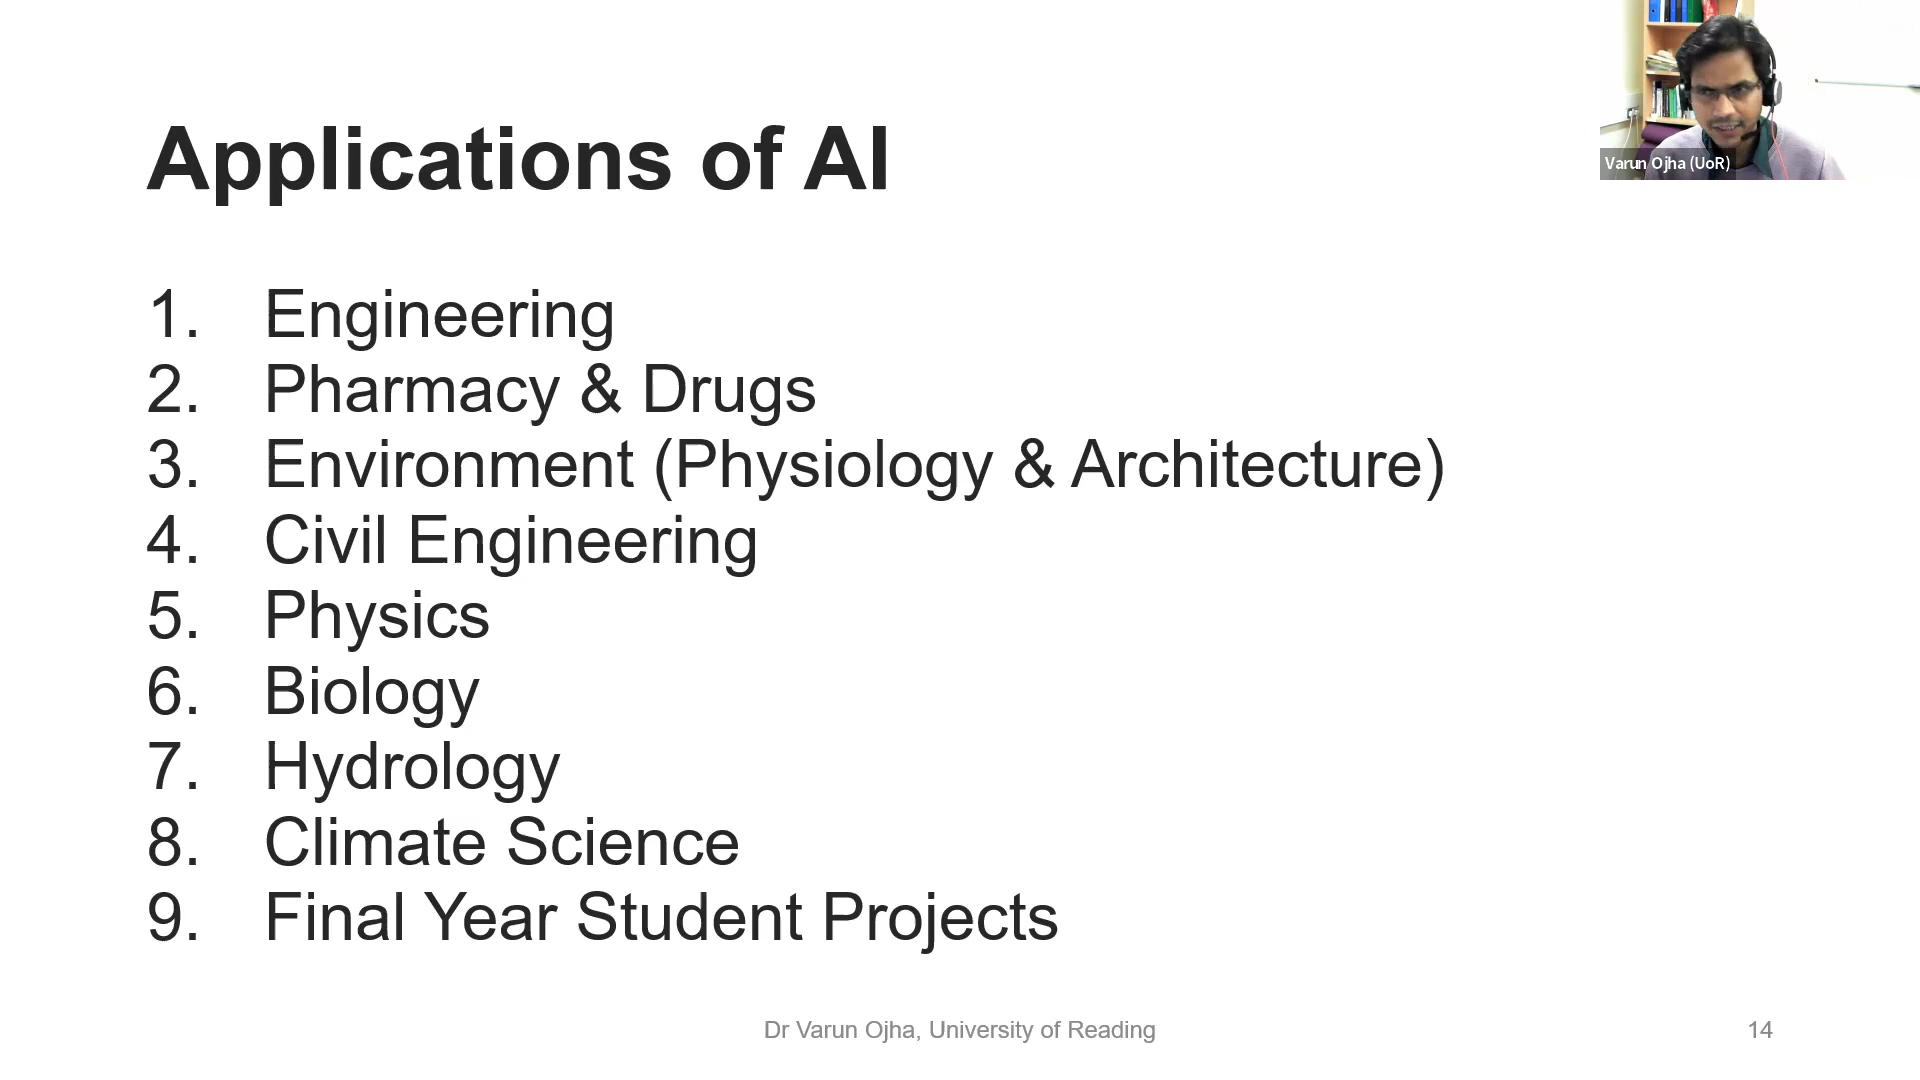 Applications of AI
Varun Ojha (UoR)
1. Engineering
2. Pharmacy & Drugs
3. Environment (Physiology & Architecture)
4. Civil Engineering
5. Physics
6. Biology
7. Hydrology
8. Climate Science
9. Final Year Student Projects
Dr Varun Ojha, University of Reading
14